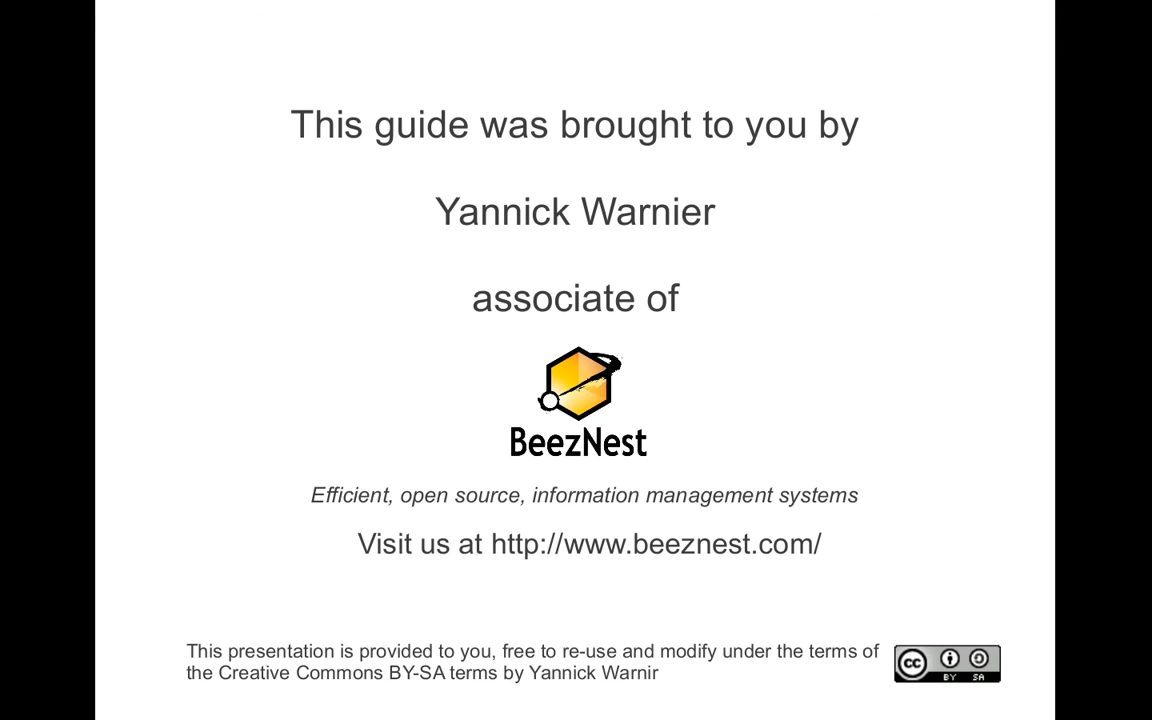 This guide was brought to you by
Yannick Warnier
associate of
BeezNest
Efficient, open source, information management systems
Visit us at http://www.beeznest.com/
This presentation is provided to you, free to re-use and modify under the terms of
the Creative Commons BY-SA terms by Yannick Warnir
cc BY SA